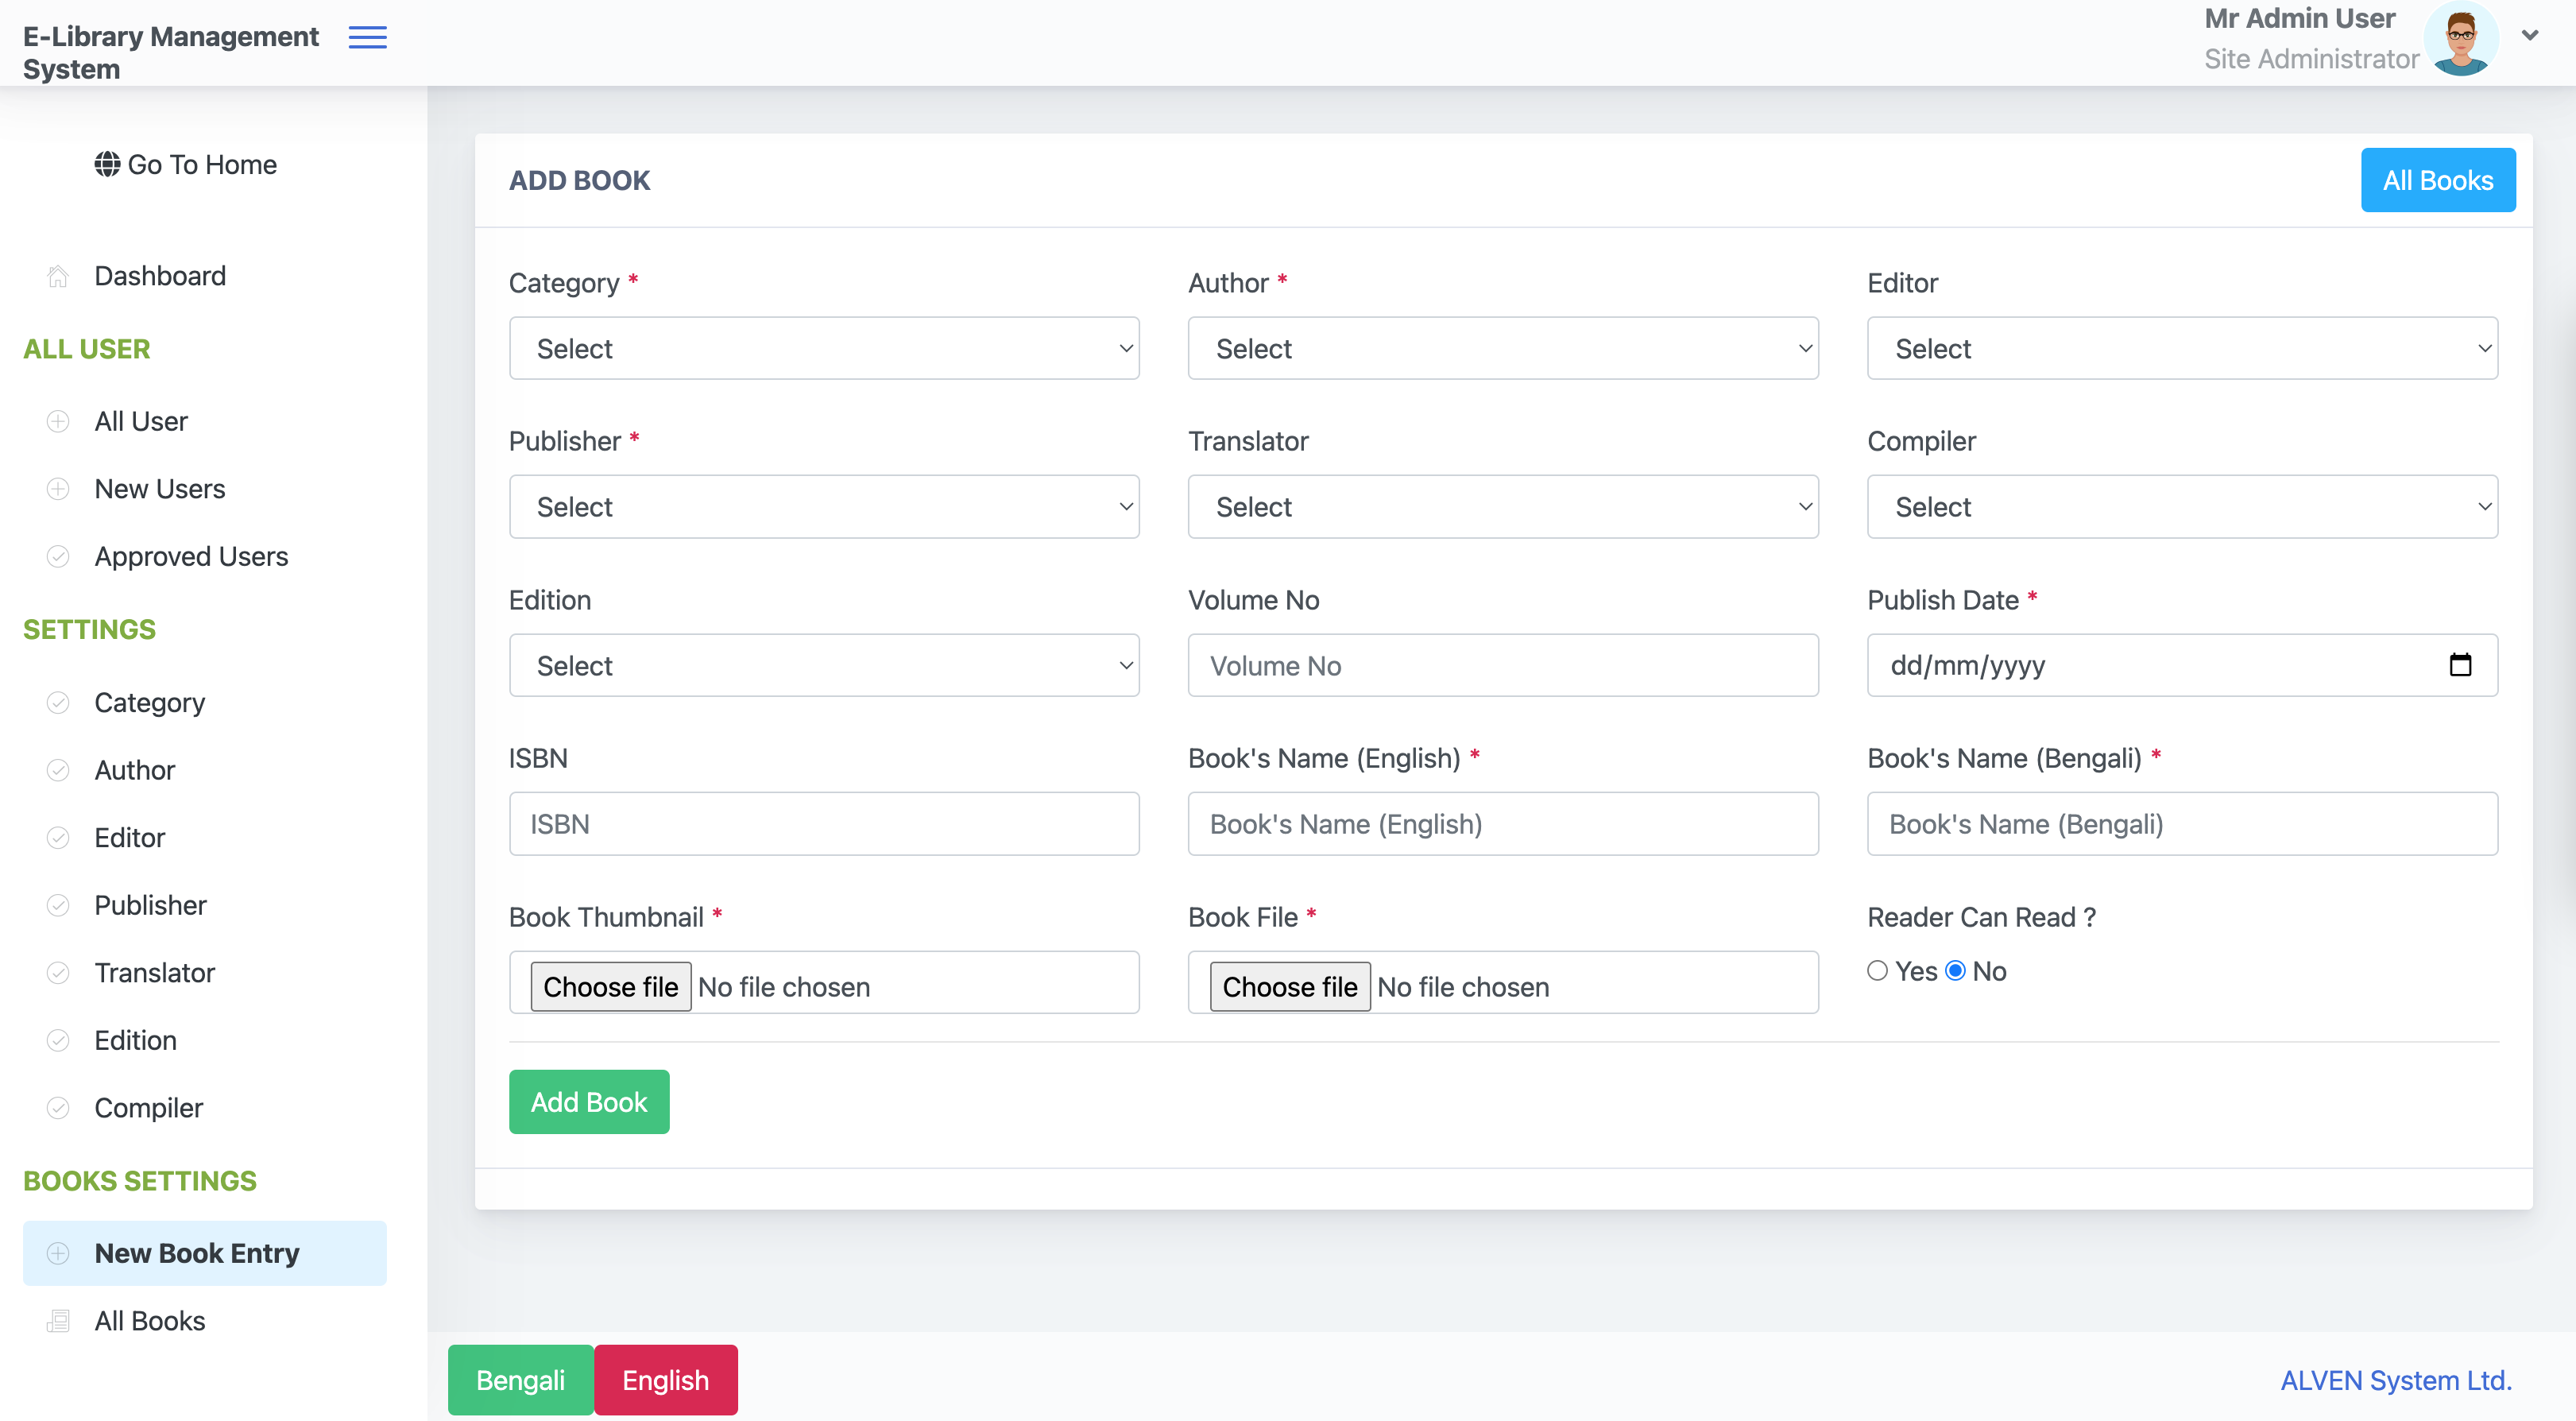 E-Library Management
System
Mr Admin User
Site Administrator
Go To Home
Dashboard
ALL USER
All User
New Users
Approved Users
SETTINGS
Category
Author
Editor
Publisher
Translator
Edition
Compiler
BOOKS SETTINGS
New Book Entry
All Books
ADD BOOK
All Books
Category *
Author *
Editor
Select
Select
Select
Publisher *
Translator
Compiler
Select
Select
Select
Edition
Volume No
Publish Date *
Select
Volume No
dd/mm/yyyy
ISBN
Book's Name (English) *
Book's Name (Bengali) *
ISBN
Book's Name (English)
Book's Name (Bengali)
Book Thumbnail *
Book File *
Reader Can Read ?
Choose file No file chosen
Choose file No file chosen
Yes No
Add Book
Bengali English
ALVEN System Ltd.